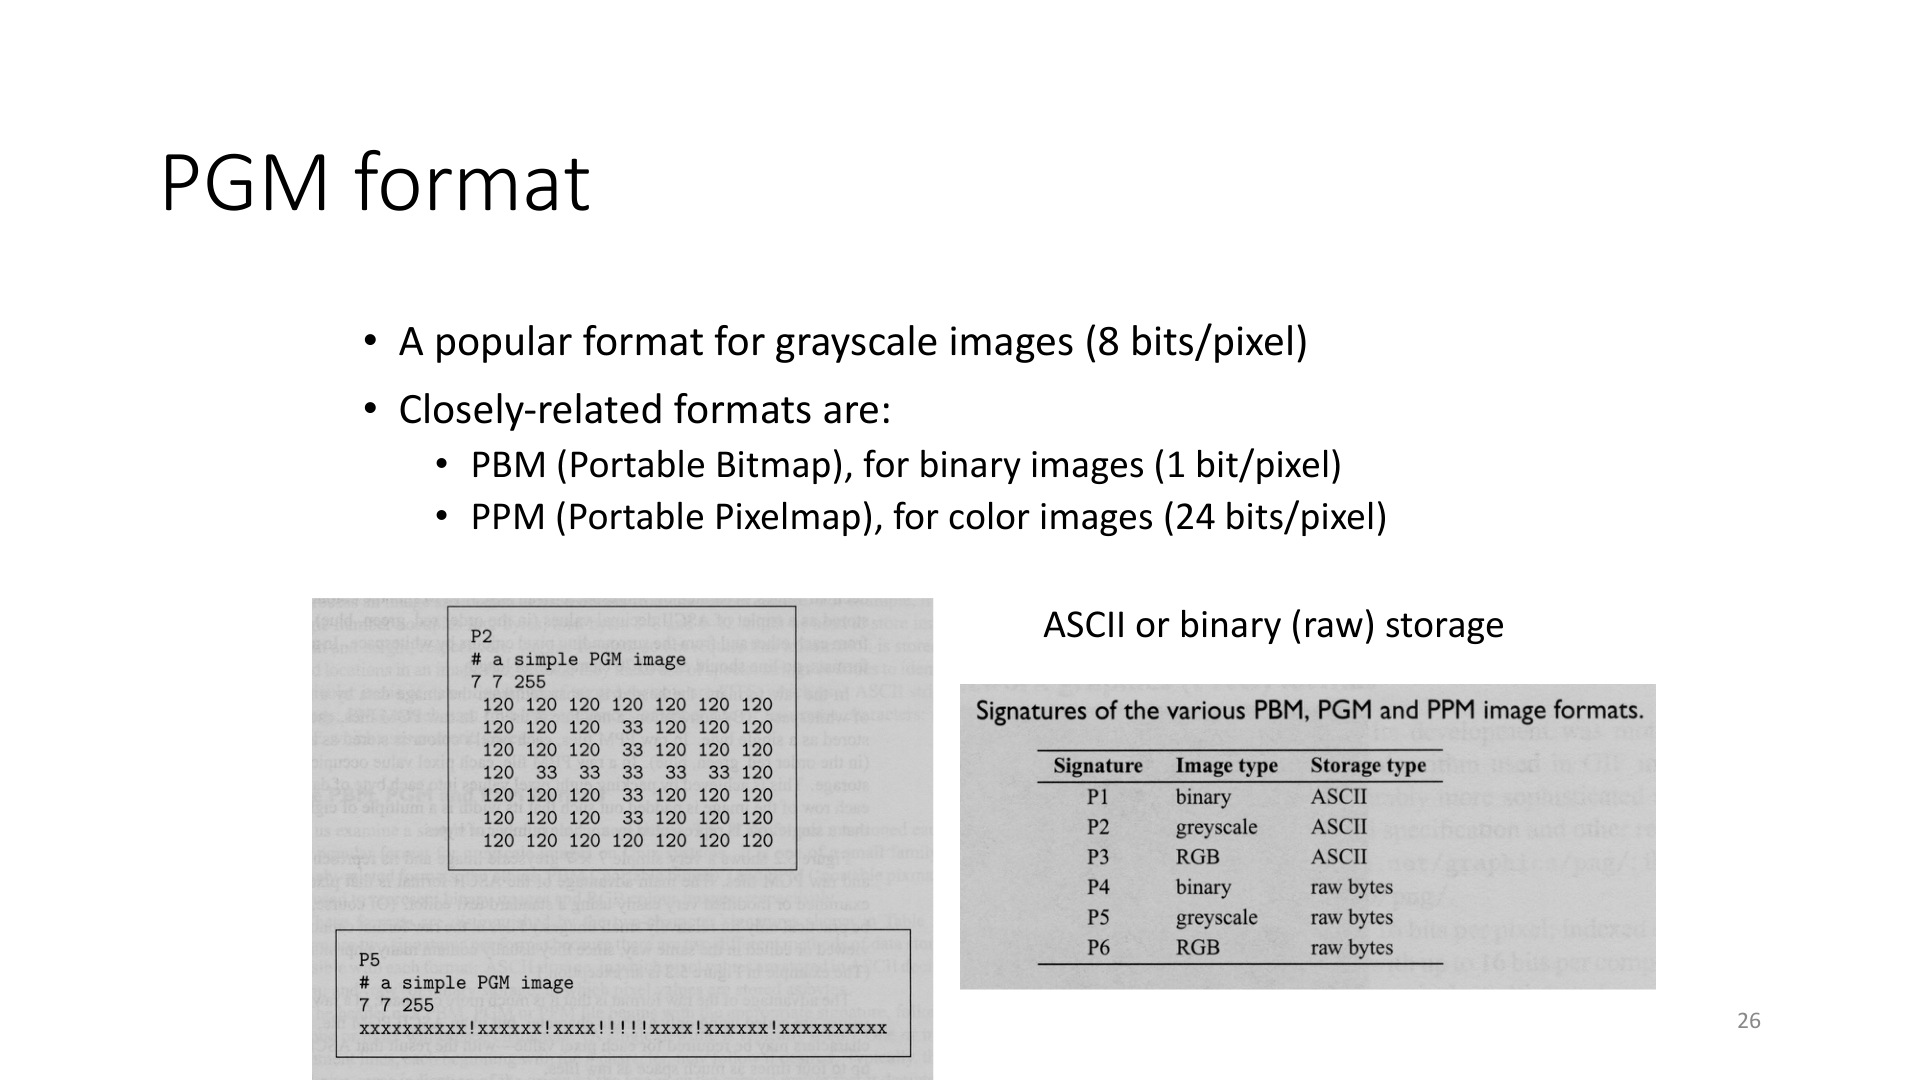 PGM format
• A popular format for grayscale images (8 bits/pixel)
• Closely-related formats are:
• PBM (Portable Bitmap), for binary images (1 bit/pixel)
• PPM (Portable Pixelmap), for color images (24 bits/pixel)
P2
# a simple PGM image
7 7 255
120 120 120 120 120 120 120
120 120 120 33 120 120 120
120 120 120 33 120 120 120
120 33 33 33 33 33 120
120 120 120 33 120 120 120
120 120 120 33 120 120 120
120 120 120 120 120 120 120
P5
# a simple PGM image
7 7 255
xxxxxxxxxx!xxxxxx!xxxx!!!!!xxxx!xxxxxx!xxxxxxxxxx
ASCII or binary (raw) storage
Signatures of the various PBM, PGM and PPM image formats.
Signature Image type Storage type
P1 binary ASCII
P2 greyscale ASCII
P3 RGB ASCII
P4 binary raw bytes
P5 greyscale raw bytes
P6 RGB raw bytes
26